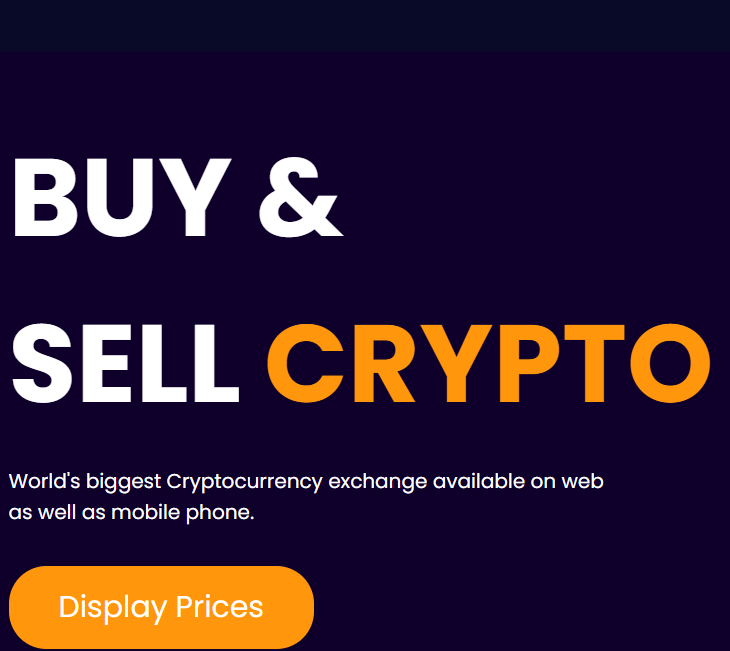 BUY &
SELL CRYPTO
World's biggest Cryptocurrency exchange available on web
as well as mobile phone.
Display Prices